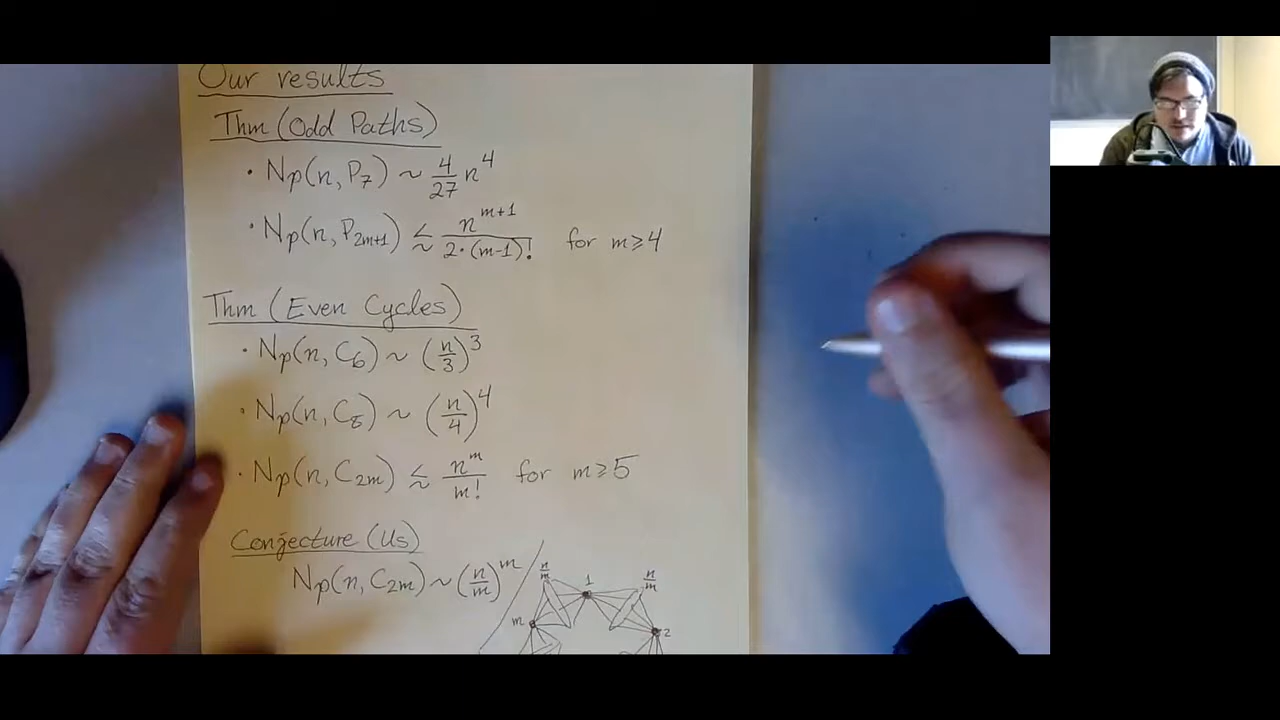 Our results
Thm (Odd Paths)
· Np(n, P₇) ~ 4/27 n⁴
· Np(n, P₂ₘ₊₁) ≲ n^(m+1) / 2·(m-1)! for m≥4
Thm (Even Cycles)
· Np(n, C₆) ~ (n/3)³
· Np(n, C₈) ~ (n/4)⁴
· Np(n, C₂ₘ) ≲ n^m / m! for m≥5
Conjecture (Us)
Np(n, C₂ₘ) ~ (n/m)^m
n/m 1 n/m
m 2